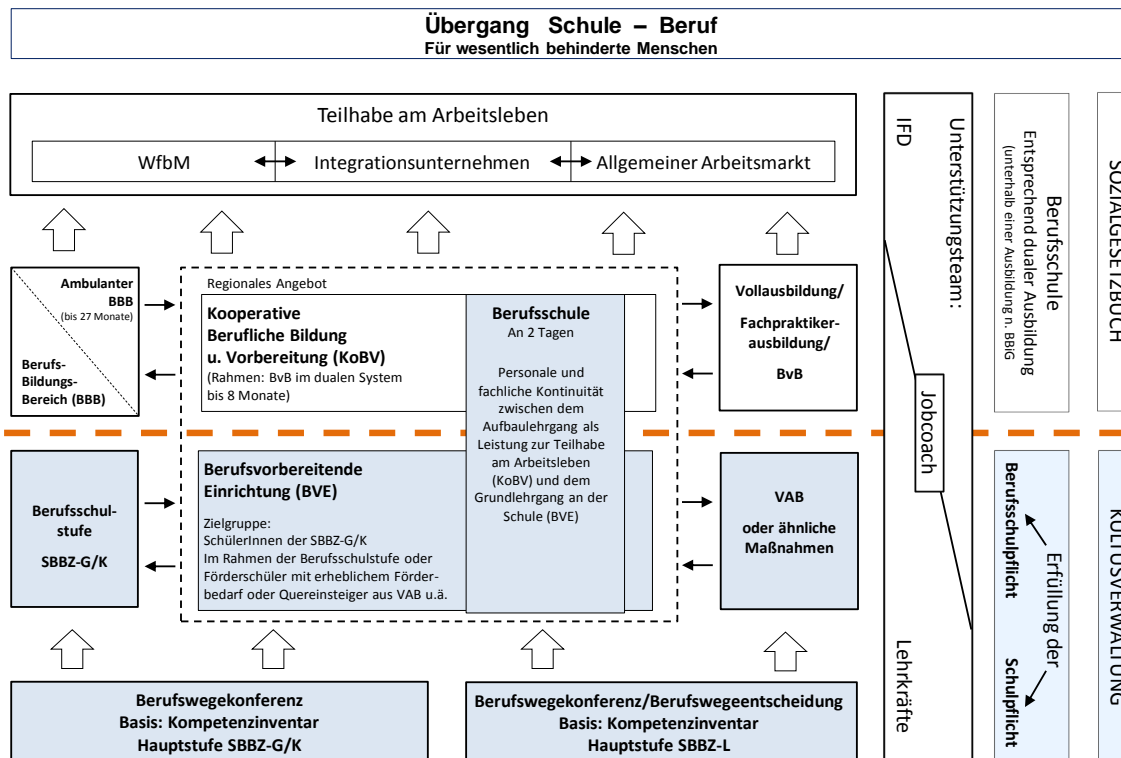 Übergang Schule – Beruf
Für wesentlich behinderte Menschen
Teilhabe am Arbeitsleben
WfbM
Integrationsunternehmen
Allgemeiner Arbeitsmarkt
Ambulanter
BBB
(bis 27 Monate)
Berufs-
Bildungs-
Bereich (BBB)
Regionales Angebot
Kooperative
Berufliche Bildung
u. Vorbereitung (KoBV)
(Rahmen: BvB im dualen System
bis 8 Monate)
Berufsschule
An 2 Tagen
Personale und
fachliche Kontinuität
zwischen dem
Aufbaulehrgang als
Leistung zur Teilhabe
am Arbeitsleben
(KoBV) und dem
Grundlehrgang an der
Schule (BVE)
Vollausbildung/
Fachpraktiker-
ausbildung/
BvB
Berufsschul-
stufe
SBBZ-G/K
Berufsvorbereitende
Einrichtung (BVE)
Zielgruppe:
SchülerInnen der SBBZ-G/K
Im Rahmen der Berufsschulstufe oder
Förderschüler mit erheblichem Förder-
bedarf oder Quereinsteiger aus VAB u.ä.
VAB
oder ähnliche
Maßnahmen
Berufswegekonferenz
Basis: Kompetenzinventar
Hauptstufe SBBZ-G/K
Berufswegekonferenz/Berufswegeentscheidung
Basis: Kompetenzinventar
Hauptstufe SBBZ-L
Unterstützungsteam:
IFD
Jobcoach
Lehrkräfte
Berufsschule
Entsprechend dualer Ausbildung
(unterhalb einer Ausbildung n. BBiG
Erfüllung der
Berufsschulpflicht
Schulpflicht
SOZIALGESETZBUCH
KULTUSVERWALTUNG